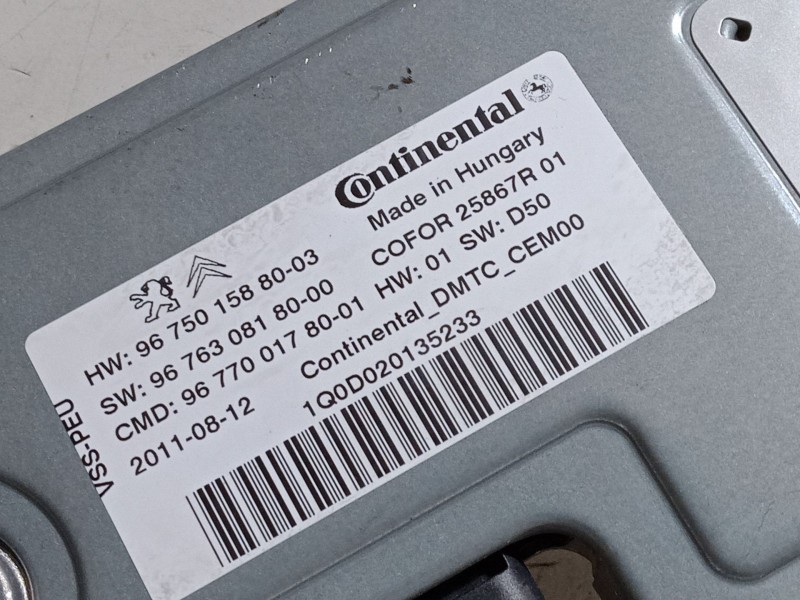 Continental
Made in Hungary
COFOR 25867R 01
HW: 96 750 158 80-03
SW: 96 763 081 80-00
HW: 01 SW: D50
CMD: 96 770 017 80-01
Continental_DMTC_CEM00
2011-08-12
1Q0D020135233
VSS-PEU